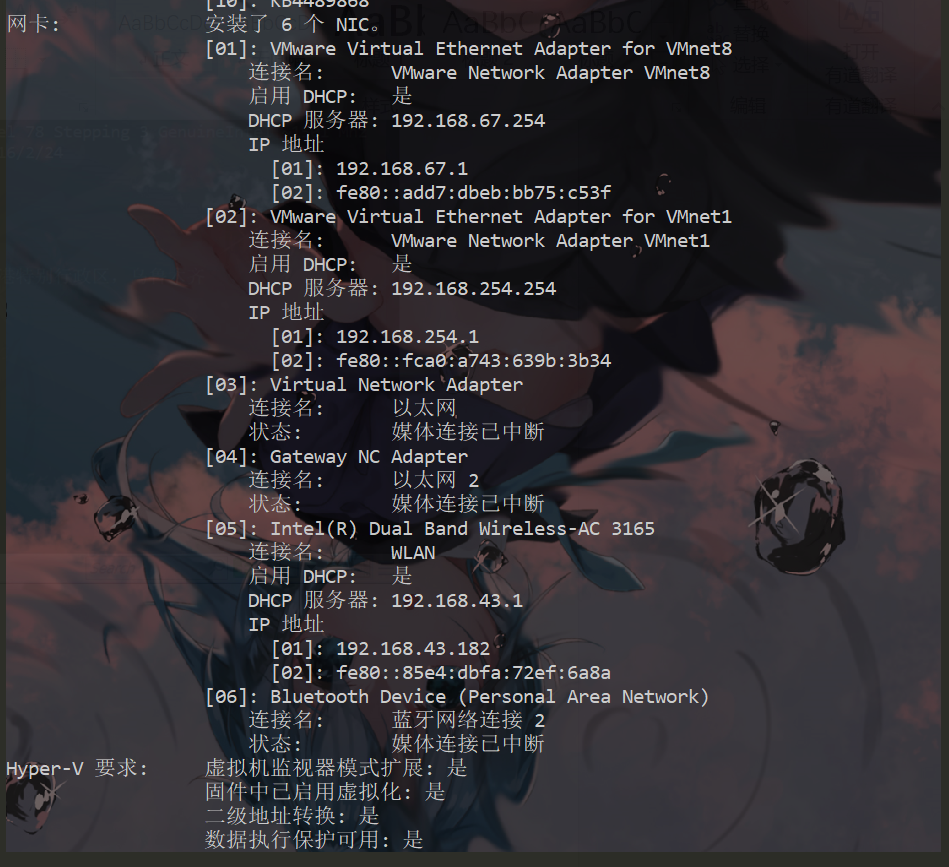 [10]: KB4489868
网卡: 安装了 6 个 NIC。
[01]: VMware Virtual Ethernet Adapter for VMnet8
连接名: VMware Network Adapter VMnet8
启用 DHCP: 是
DHCP 服务器: 192.168.67.254
IP 地址
[01]: 192.168.67.1
[02]: fe80::add7:dbeb:bb75:c53f
[02]: VMware Virtual Ethernet Adapter for VMnet1
连接名: VMware Network Adapter VMnet1
启用 DHCP: 是
DHCP 服务器: 192.168.254.254
IP 地址
[01]: 192.168.254.1
[02]: fe80::fca0:a743:639b:3b34
[03]: Virtual Network Adapter
连接名: 以太网
状态: 媒体连接已中断
[04]: Gateway NC Adapter
连接名: 以太网 2
状态: 媒体连接已中断
[05]: Intel(R) Dual Band Wireless-AC 3165
连接名: WLAN
启用 DHCP: 是
DHCP 服务器: 192.168.43.1
IP 地址
[01]: 192.168.43.182
[02]: fe80::85e4:dbfa:72ef:6a8a
[06]: Bluetooth Device (Personal Area Network)
连接名: 蓝牙网络连接 2
状态: 媒体连接已中断
Hyper-V 要求: 虚拟机监视器模式扩展: 是
固件中已启用虚拟化: 是
二级地址转换: 是
数据执行保护可用: 是